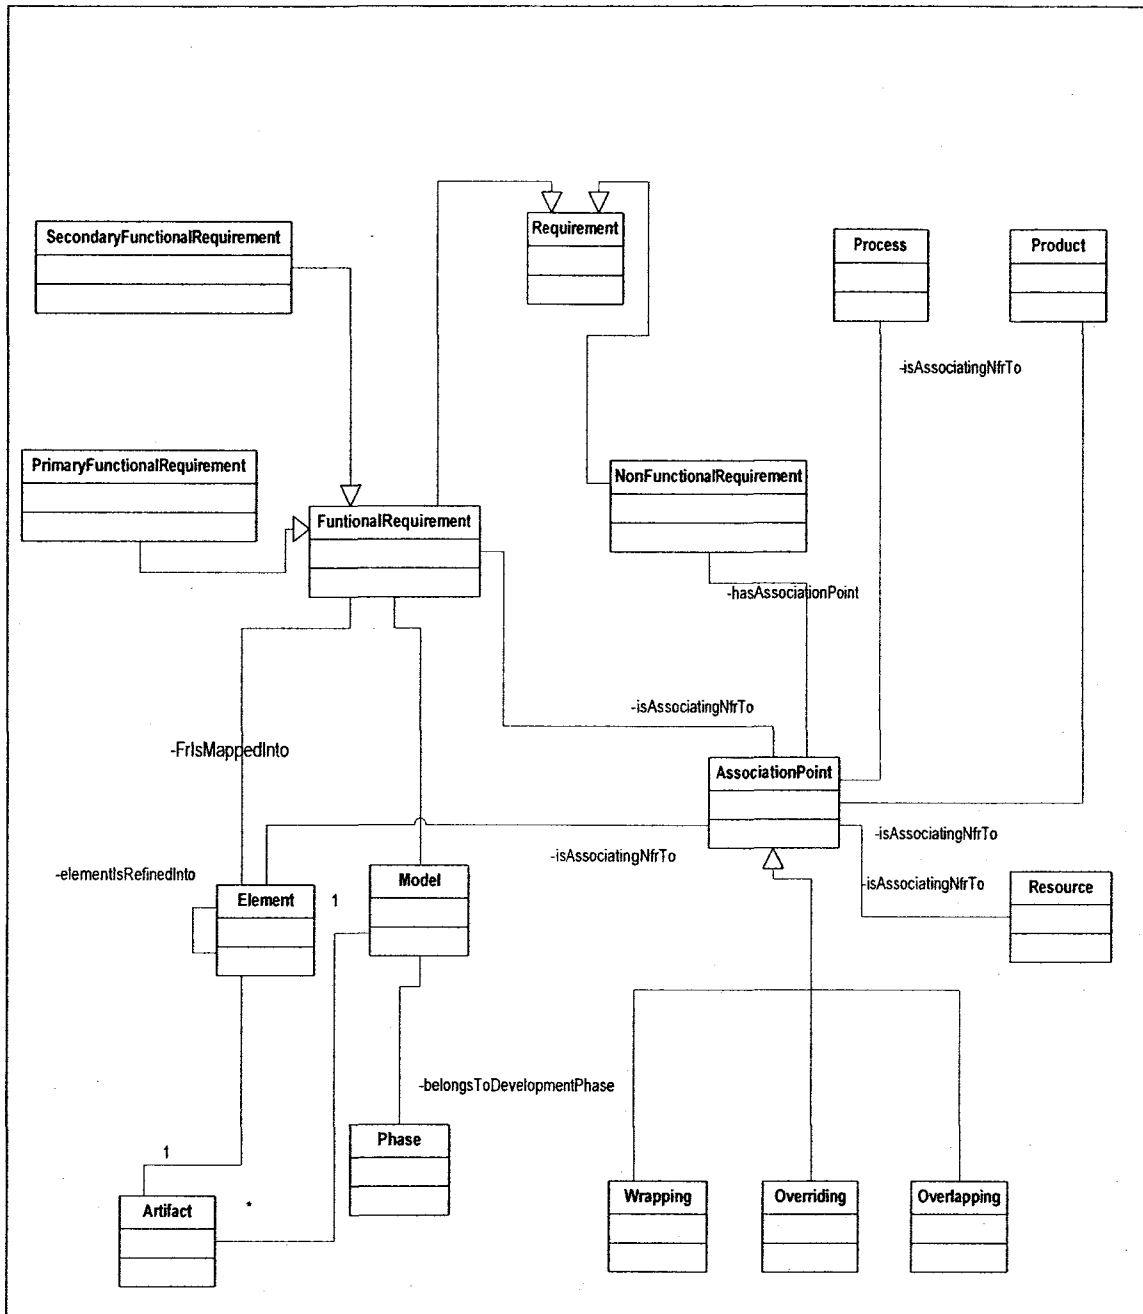 Requirement
SecondaryFunctionalRequirement
Process
Product
-isAssociatingNfrTo
PrimaryFunctionalRequirement
NonFunctionalRequirement
FuntionalRequirement
-hasAssociationPoint
-isAssociatingNfrTo
-FrIsMappedInto
AssociationPoint
-isAssociatingNfrTo
-isAssociatingNfrTo
-elementIsRefinedInto
Model
-isAssociatingNfrTo
Resource
Element
1
-belongsToDevelopmentPhase
Phase
1
Wrapping
Overriding
Overlapping
Artifact
*